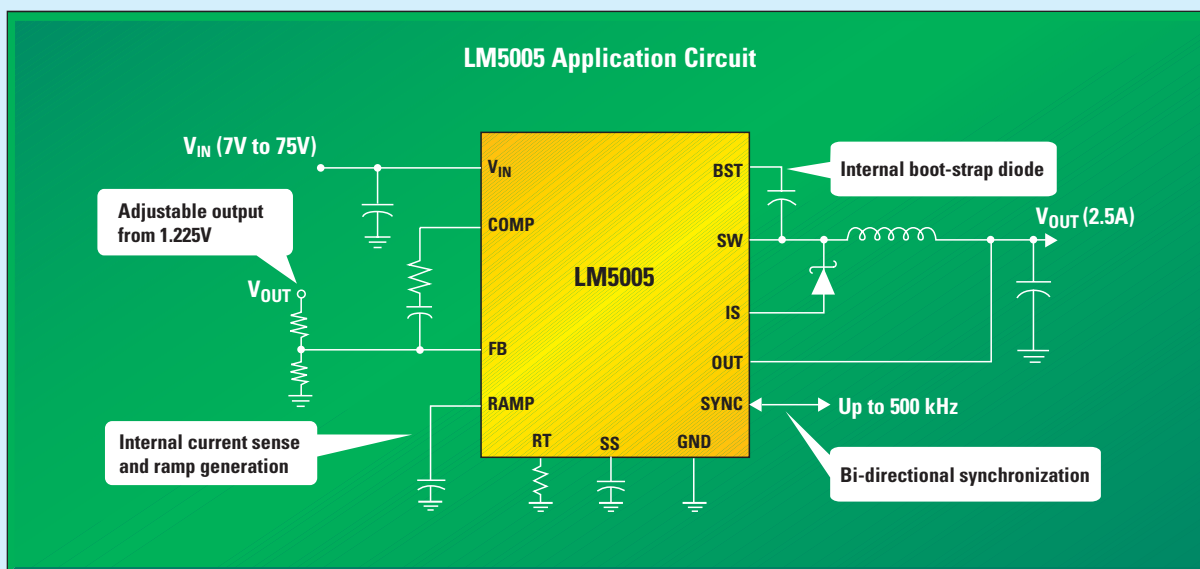 LM5005 Application Circuit
VIN (7V to 75V)
Adjustable output
from 1.225V
VOUT
Internal current sense
and ramp generation
VIN
COMP
FB
RAMP
RT
SS
GND
LM5005
BST
SW
IS
OUT
SYNC
Internal boot-strap diode
VOUT (2.5A)
Up to 500 kHz
Bi-directional synchronization